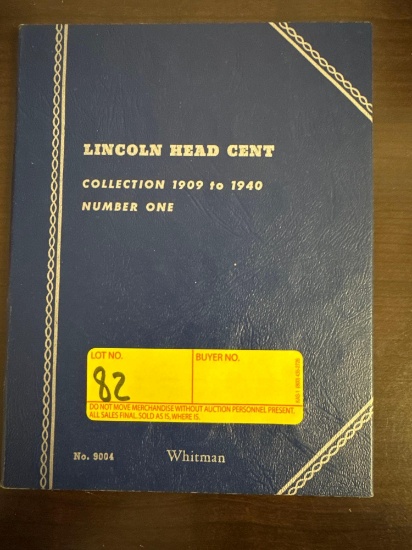 LINCOLN HEAD CENT
COLLECTION 1909 to 1940
NUMBER ONE
LOT NO.
BUYER NO.
82
DO NOT MOVE MERCHANDISE WITHOUT AUCTION PERSONNEL PRESENT.
ALL SALES FINAL. SOLD AS IS, WHERE IS.
No. 9004
Whitman